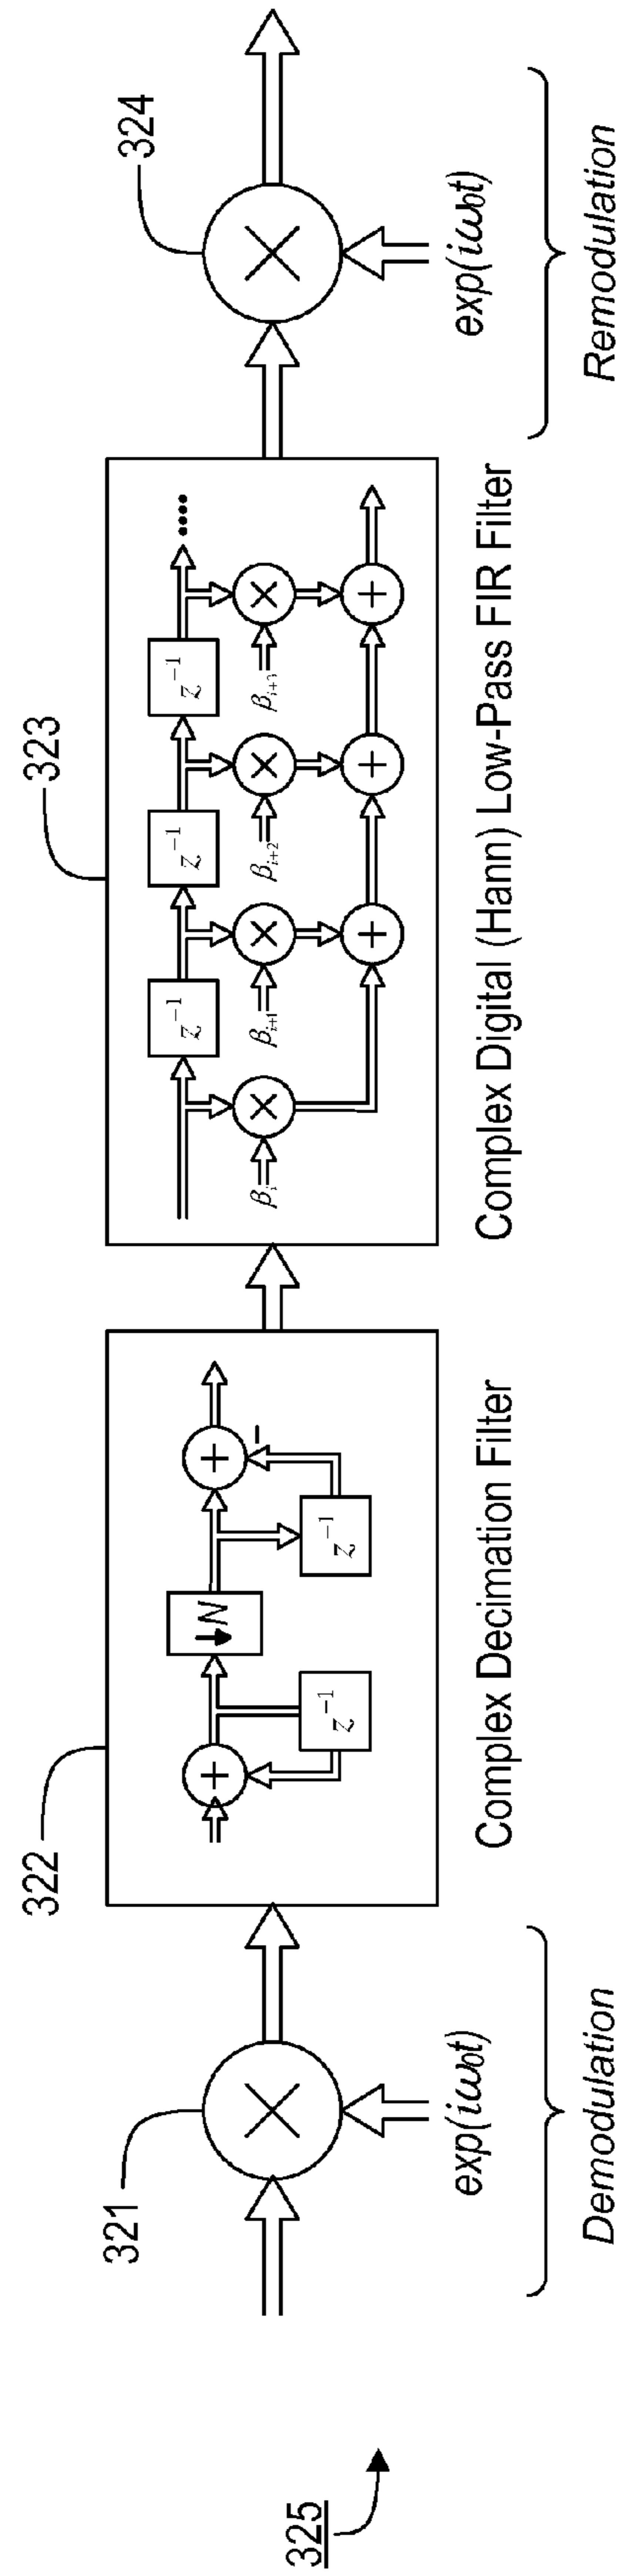 325
321
exp(iω0t)
Demodulation
322
z⁻¹
↓N
z⁻¹
–
Complex Decimation Filter
323
z⁻¹
z⁻¹
z⁻¹
....
βi
βi+1
βi+2
βi+3
Complex Digital (Hann) Low-Pass FIR Filter
324
exp(iω0t)
Remodulation